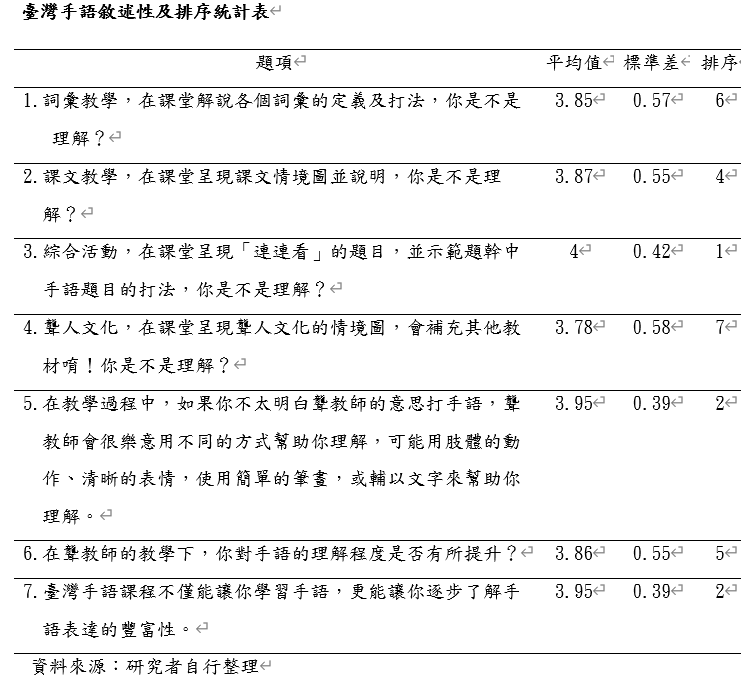 臺灣手語敘述性及排序統計表
題項 平均值 標準差 排序
1.詞彙教學，在課堂解說各個詞彙的定義及打法，你是不是 3.85 0.57 6
理解？
2.課文教學，在課堂呈現課文情境圖並說明，你是不是理 3.87 0.55 4
解？
3.綜合活動，在課堂呈現「連連看」的題目，並示範題幹中 4 0.42 1
手語題目的打法，你是不是理解？
4.聾人文化，在課堂呈現聾人文化的情境圖，會補充其他教 3.78 0.58 7
材唷！你是不是理解？
5.在教學過程中，如果你不太明白聾教師的意思打手語，聾 3.95 0.39 2
教師會很樂意用不同的方式幫助你理解，可能用肢體的動
作、清晰的表情，使用簡單的筆畫，或輔以文字來幫助你
理解。
6.在聾教師的教學下，你對手語的理解程度是否有所提升？ 3.86 0.55 5
7.臺灣手語課程不僅能讓你學習手語，更能讓你逐步了解手 3.95 0.39 2
語表達的豐富性。
資料來源：研究者自行整理